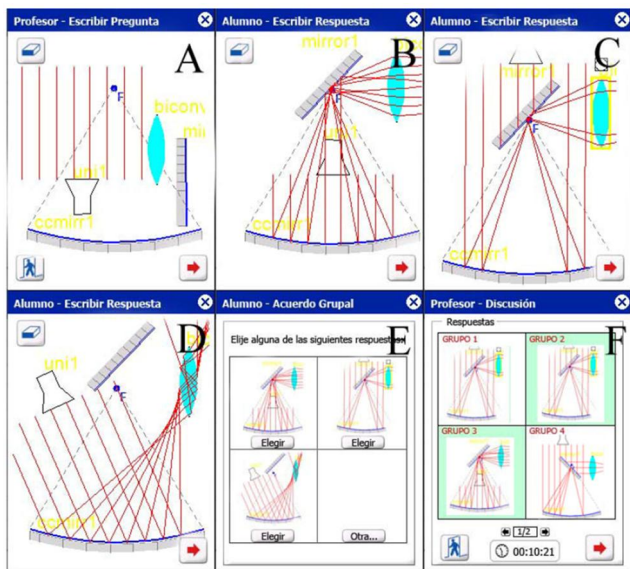 Profesor - Escribir Pregunta
A
F
uni1
ccmirr1
Alumno - Escribir Respuesta
mirror1
B
F
uni1
ccmirr1
Alumno - Escribir Respuesta
C
mirror1
F
ccmirr1
Alumno - Escribir Respuesta
D
uni1
F
ccmirr1
Alumno - Acuerdo Grupal
Elije alguna de las siguientes respuestas:
E
Elegir
Elegir
Elegir
Otra...
Profesor - Discusión
Respuestas
F
GRUPO 1
GRUPO 2
GRUPO 3
GRUPO 4
1/2
00:10:21